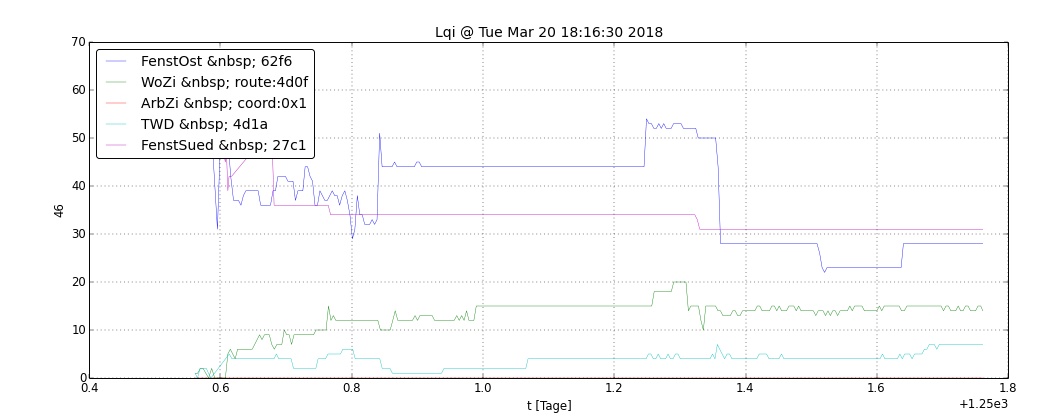 Lqi @ Tue Mar 20 18:16:30 2018
70
60
50
40
30
20
10
0
46
FenstOst &nbsp; 62f6
WoZi &nbsp; route:4d0f
ArbZi &nbsp; coord:0x1
TWD &nbsp; 4d1a
FenstSued &nbsp; 27c1
0.4 0.6 0.8 1.0 1.2 1.4 1.6 1.8
+1.25e3
t [Tage]